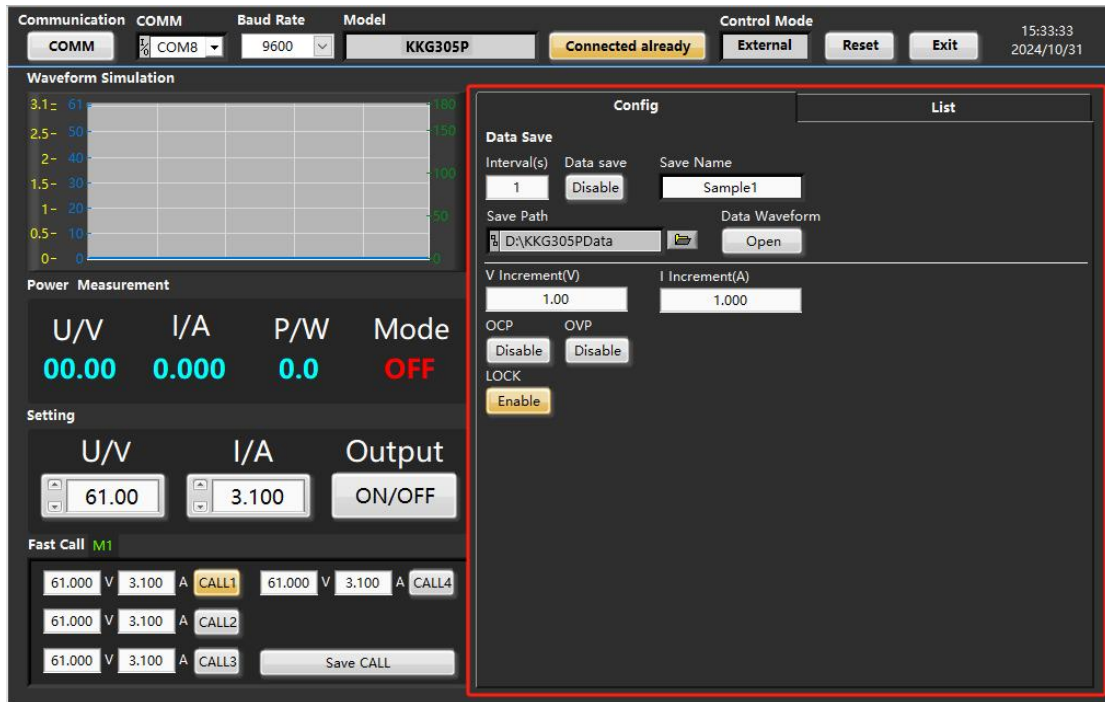 Communication COMM Baud Rate Model Control Mode
COMM COM8 9600 KKG305P Connected already External Reset Exit 15:33:33
2024/10/31
Waveform Simulation
3.1 61 180
2.5 50 150
2 40
100
1.5 30
1 20 50
0.5 10
0 0 0
Power Measurement
U/V I/A P/W Mode
00.00 0.000 0.0 OFF
Setting
U/V I/A Output
61.00 3.100 ON/OFF
Fast Call M1
61.000 V 3.100 A CALL1 61.000 V 3.100 A CALL4
61.000 V 3.100 A CALL2
61.000 V 3.100 A CALL3 Save CALL
Config List
Data Save
Interval(s) Data save Save Name
1 Disable Sample1
Save Path Data Waveform
D:\KKG305PData Open
V Increment(V) I Increment(A)
1.00 1.000
OCP OVP
Disable Disable
LOCK
Enable